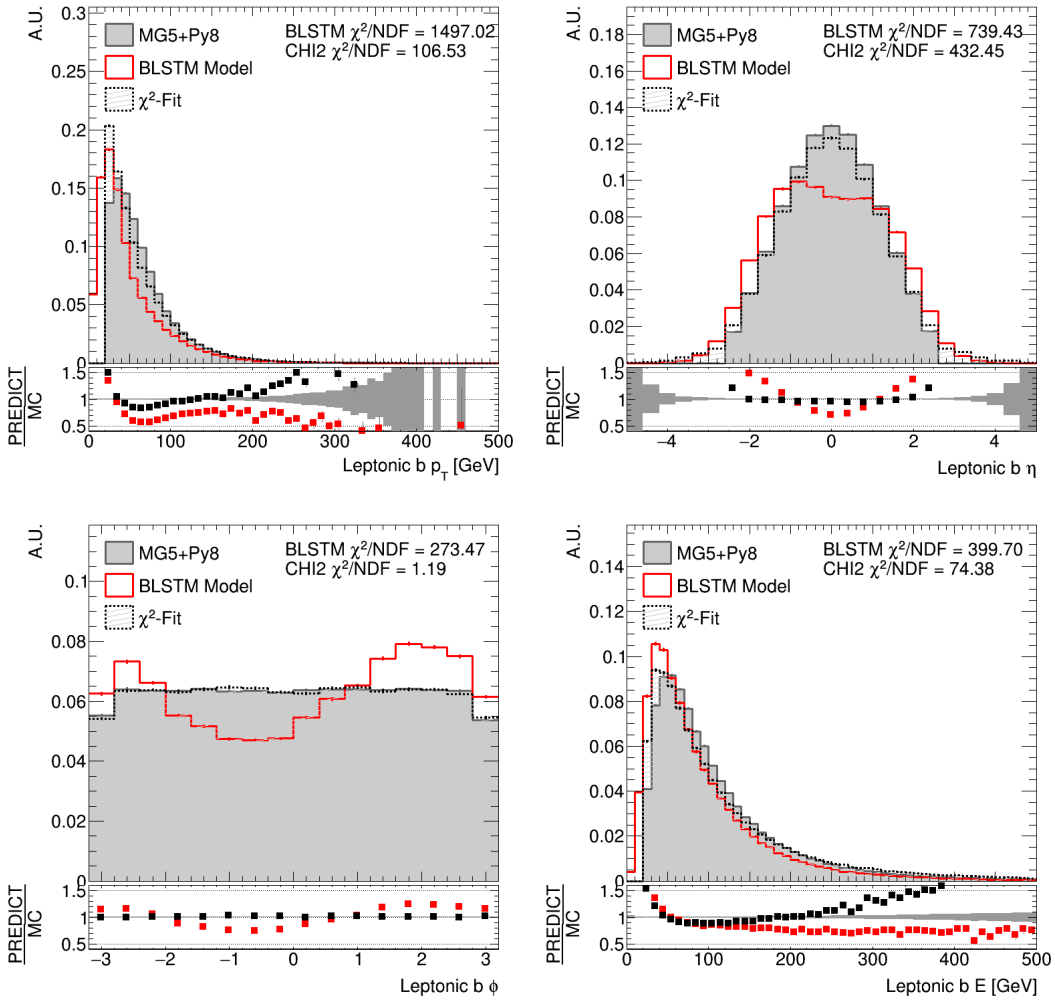 A.U.
0.3
0.25
0.2
0.15
0.1
0.05
0
MG5+Py8
BLSTM Model
χ²-Fit
BLSTM χ²/NDF = 1497.02
CHI2 χ²/NDF = 106.53
PREDICT
MC
1.5
1
0.5
0 100 200 300 400 500
Leptonic b p_T [GeV]
A.U.
0.18
0.16
0.14
0.12
0.1
0.08
0.06
0.04
0.02
0
MG5+Py8
BLSTM Model
χ²-Fit
BLSTM χ²/NDF = 739.43
CHI2 χ²/NDF = 432.45
PREDICT
MC
1.5
1
0.5
−4 −2 0 2 4
Leptonic b η
A.U.
0.1
0.08
0.06
0.04
0.02
0
MG5+Py8
BLSTM Model
χ²-Fit
BLSTM χ²/NDF = 273.47
CHI2 χ²/NDF = 1.19
PREDICT
MC
1.5
1
0.5
−3 −2 −1 0 1 2 3
Leptonic b ϕ
A.U.
0.14
0.12
0.1
0.08
0.06
0.04
0.02
0
MG5+Py8
BLSTM Model
χ²-Fit
BLSTM χ²/NDF = 399.70
CHI2 χ²/NDF = 74.38
PREDICT
MC
1.5
1
0.5
0 100 200 300 400 500
Leptonic b E [GeV]